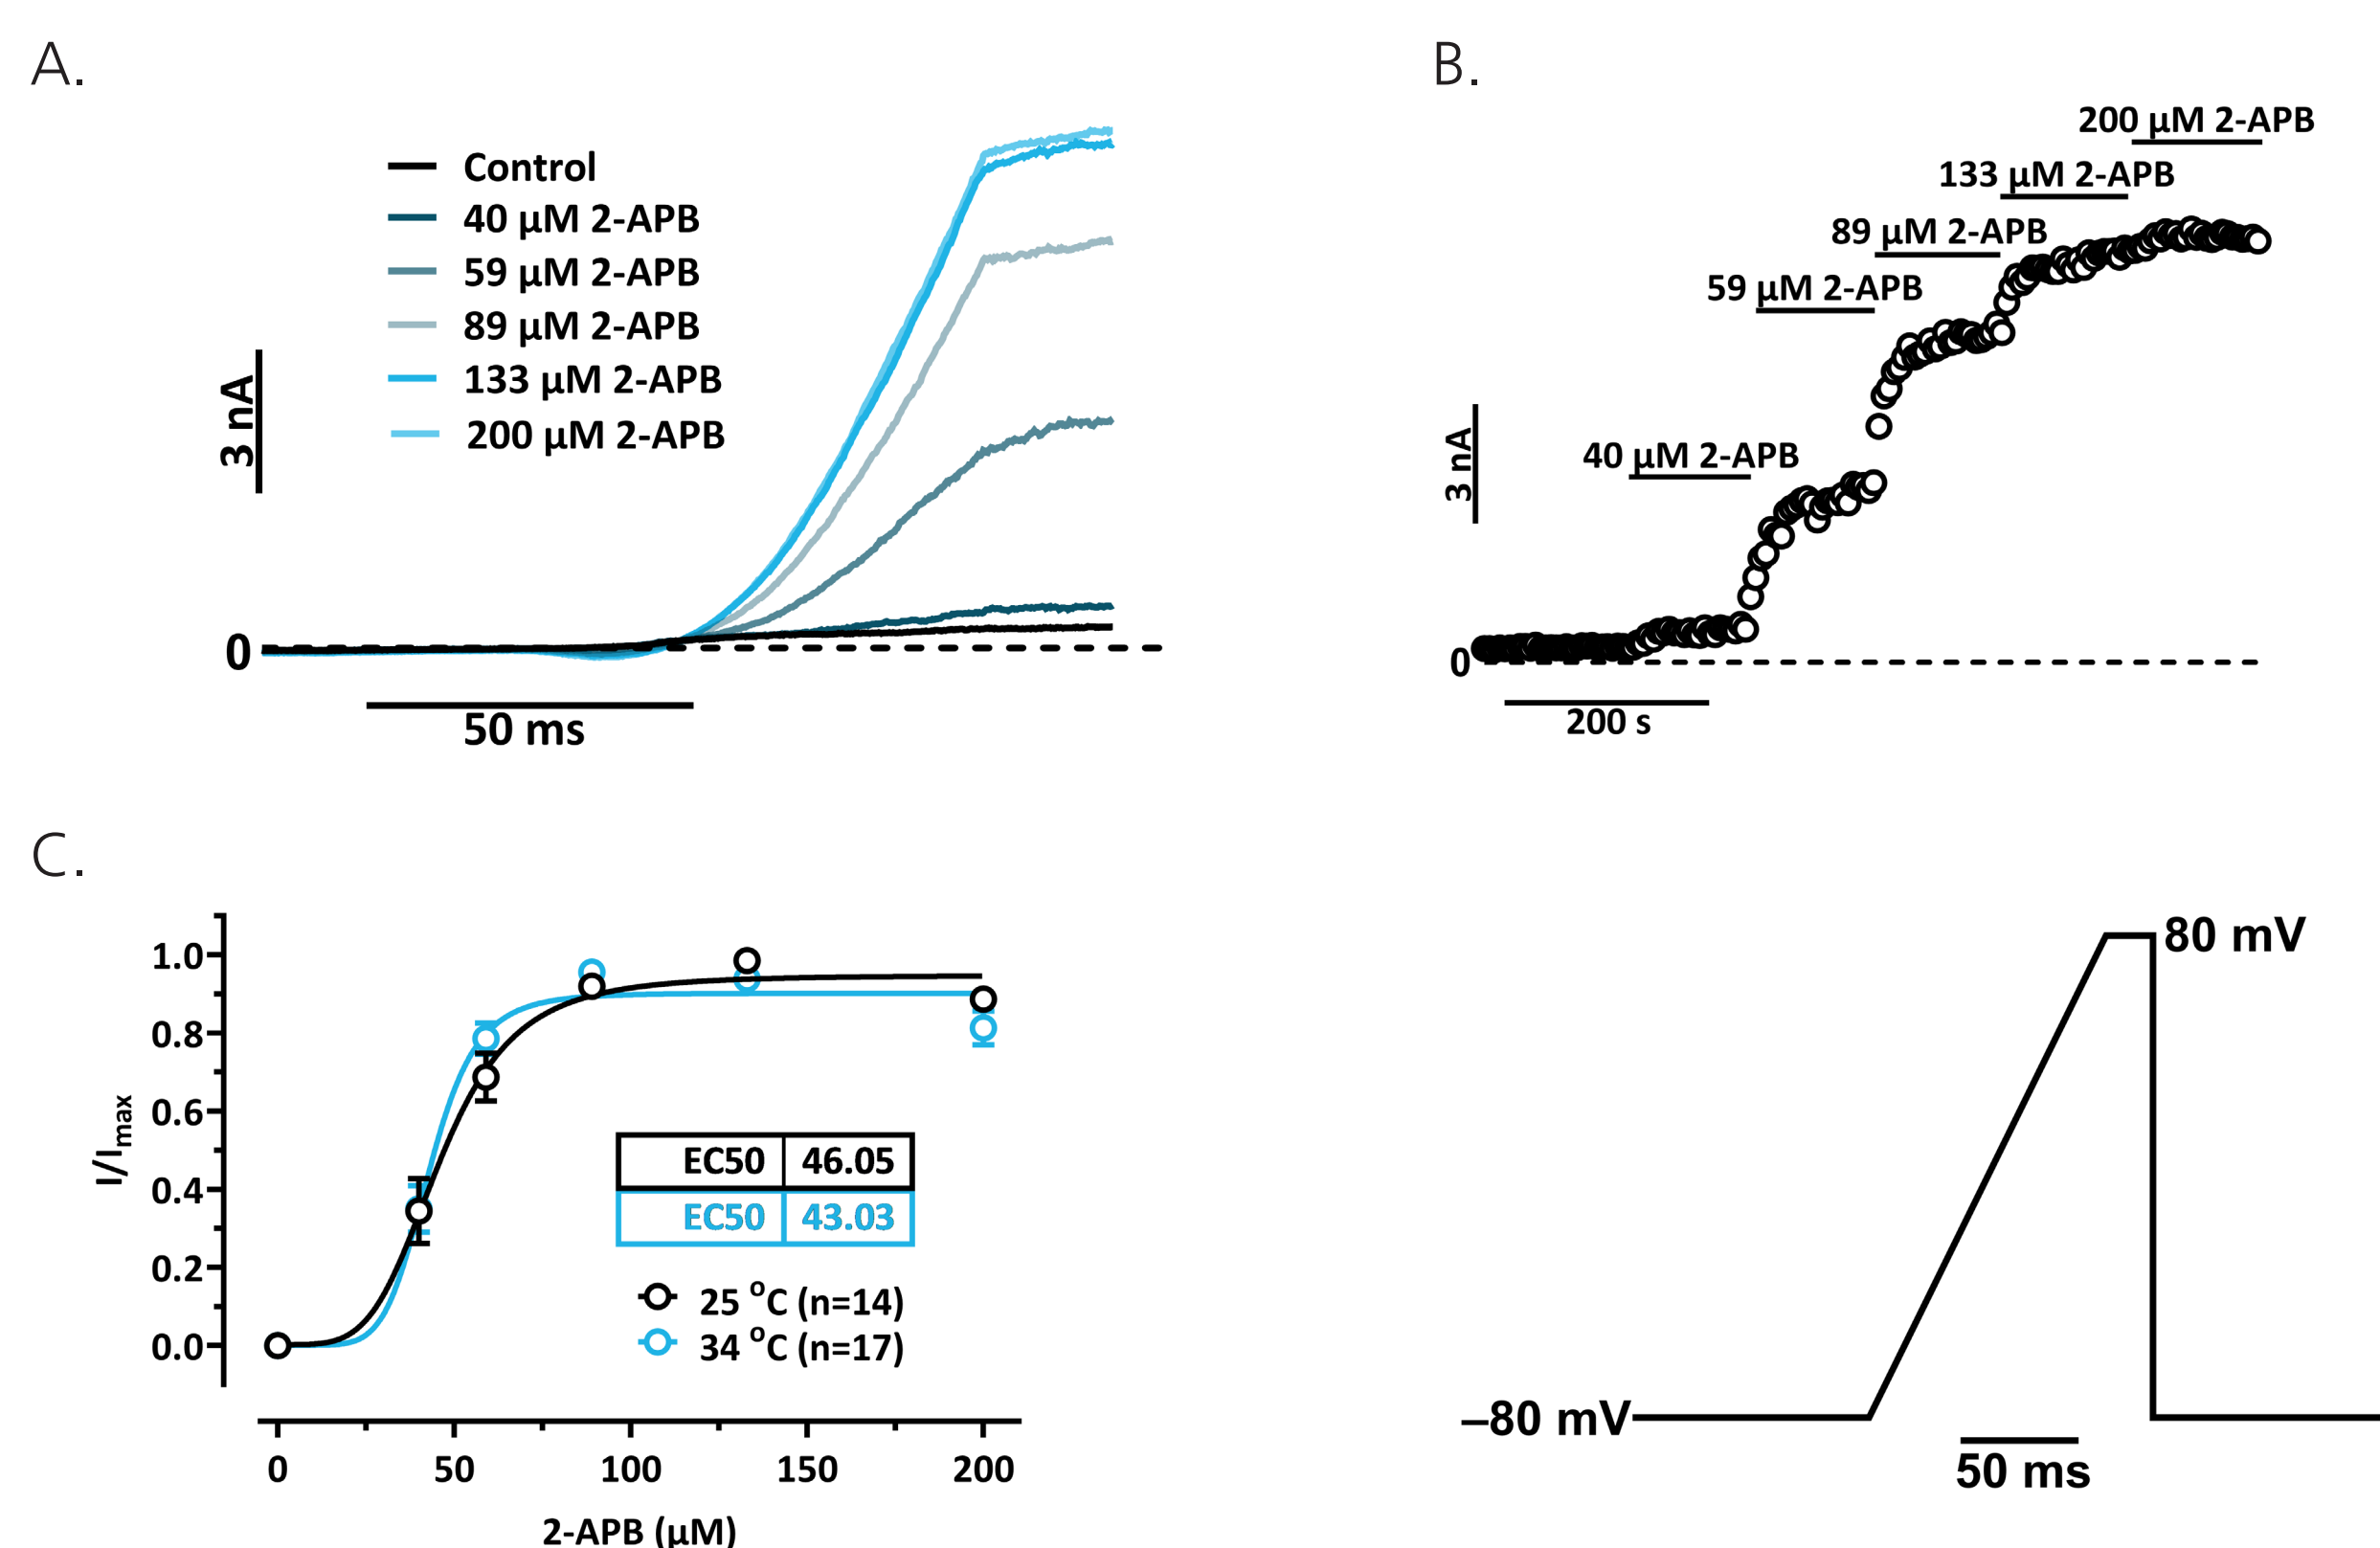 A.
Control
40 µM 2-APB
59 µM 2-APB
89 µM 2-APB
133 µM 2-APB
200 µM 2-APB
3 nA
0
50 ms
B.
200 µM 2-APB
133 µM 2-APB
89 µM 2-APB
59 µM 2-APB
40 µM 2-APB
3 nA
0
200 s
C.
1.0
0.8
0.6
0.4
0.2
0.0
I/Imax
EC50 46.05
EC50 43.03
25 °C (n=14)
34 °C (n=17)
0 50 100 150 200
2-APB (µM)
80 mV
–80 mV
50 ms